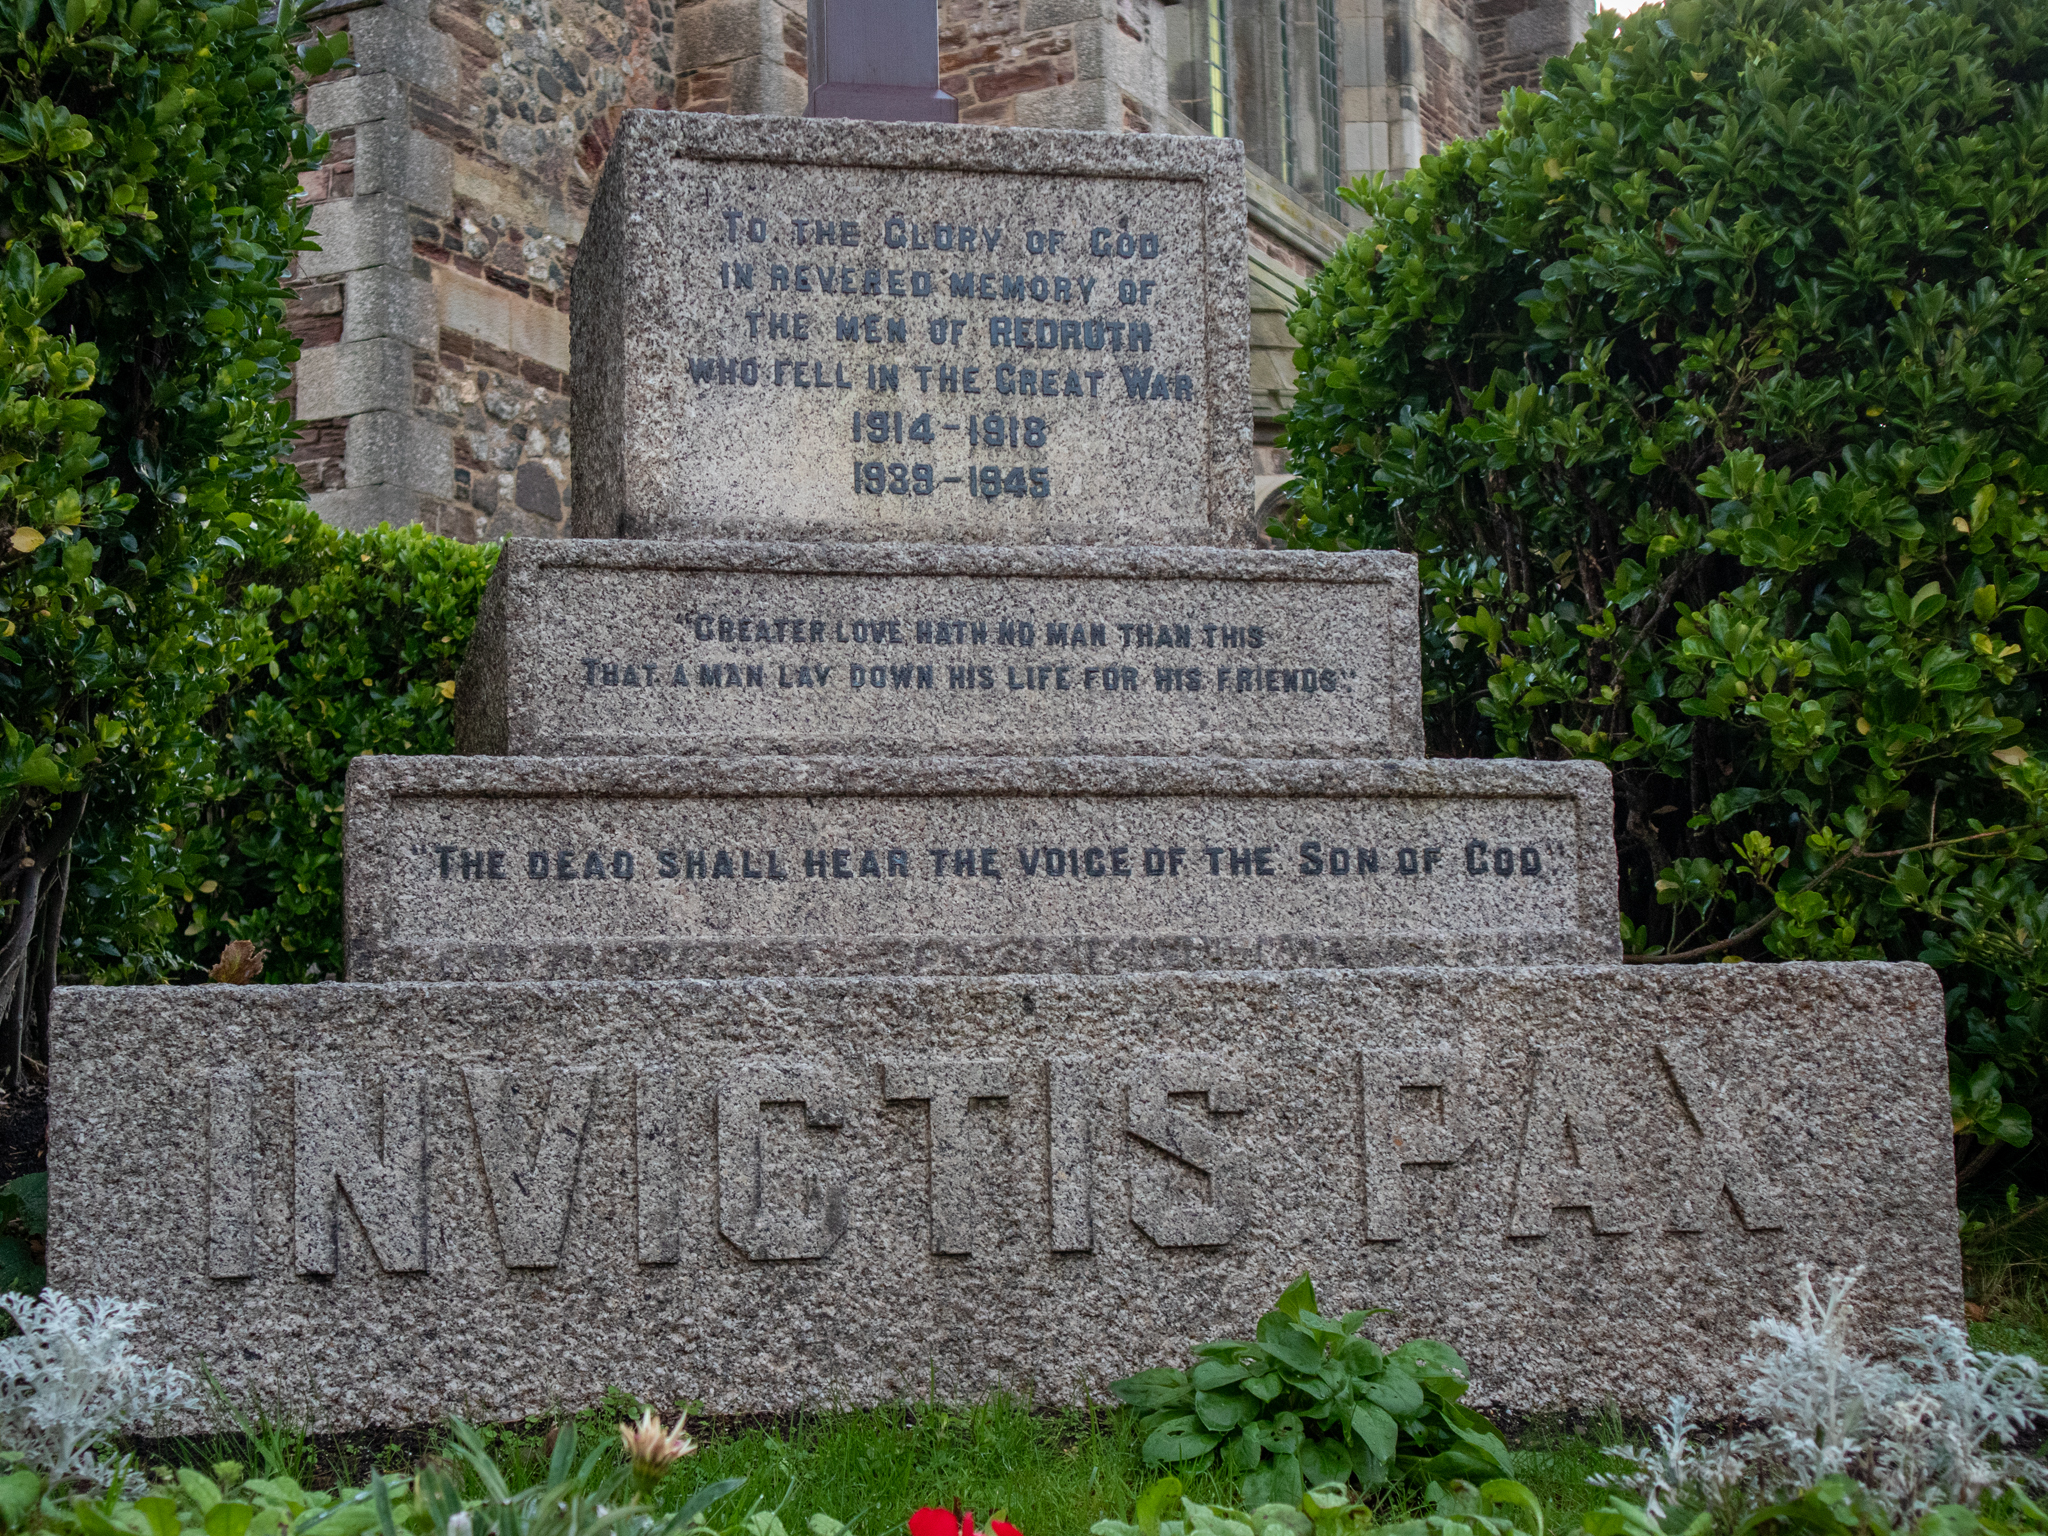 To the Glory of God
in revered memory of
the men of REDRUTH
who fell in the Great War
1914-1918
1939-1945
"Greater love hath no man than this
That a man lay down his life for his friends"
"The dead shall hear the voice of the Son of God"
INVICTIS PAX